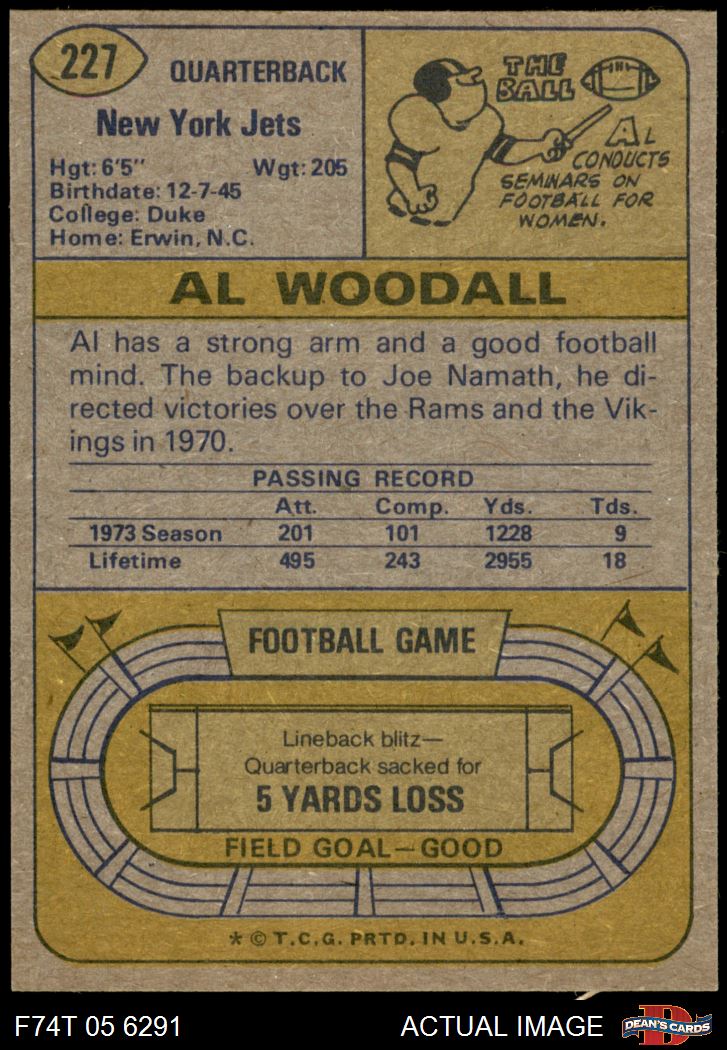 227
QUARTERBACK
New York Jets
Hgt: 6'5" Wgt: 205
Birthdate: 12-7-45
College: Duke
Home: Erwin, N.C.
THE
BALL
AL
CONDUCTS
SEMINARS ON
FOOTBALL FOR
WOMEN.
AL WOODALL
Al has a strong arm and a good football
mind. The backup to Joe Namath, he di-
rected victories over the Rams and the Vik-
ings in 1970.
PASSING RECORD
Att. Comp. Yds. Tds.
1973 Season 201 101 1228 9
Lifetime 495 243 2955 18
FOOTBALL GAME
Lineback blitz—
Quarterback sacked for
5 YARDS LOSS
FIELD GOAL—GOOD
* © T.C.G. PRTD. IN U.S.A.
F74T 05 6291 ACTUAL IMAGE
D
DEAN'S CARDS